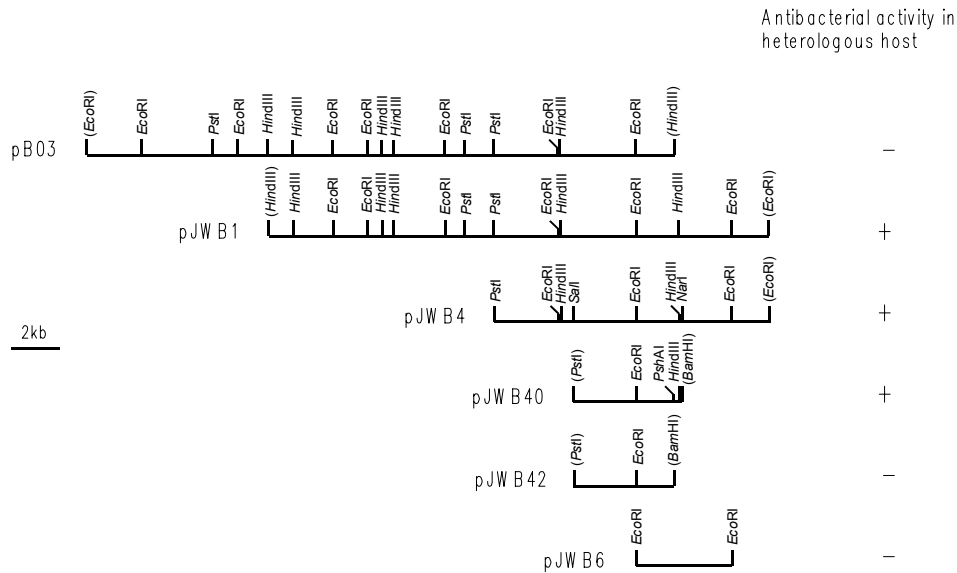 Antibacterial activity in
heterologous host
(EcoRI) EcoRI PstI EcoRI HindIII HindIII EcoRI EcoRI HindIII HindIII EcoRI PstI PstI EcoRI HindIII EcoRI (HindIII)
pB03 –
(HindIII) HindIII EcoRI EcoRI HindIII HindIII EcoRI PstI PstI EcoRI HindIII EcoRI HindIII EcoRI (EcoRI)
pJWB1 +
PstI EcoRI HindIII SalI EcoRI HindIII NarI EcoRI (EcoRI)
pJWB4 +
2kb
(PstI) EcoRI PshAI HindIII (BamHI)
pJWB40 +
(PstI) EcoRI (BamHI)
pJWB42 –
EcoRI EcoRI
pJWB6 –